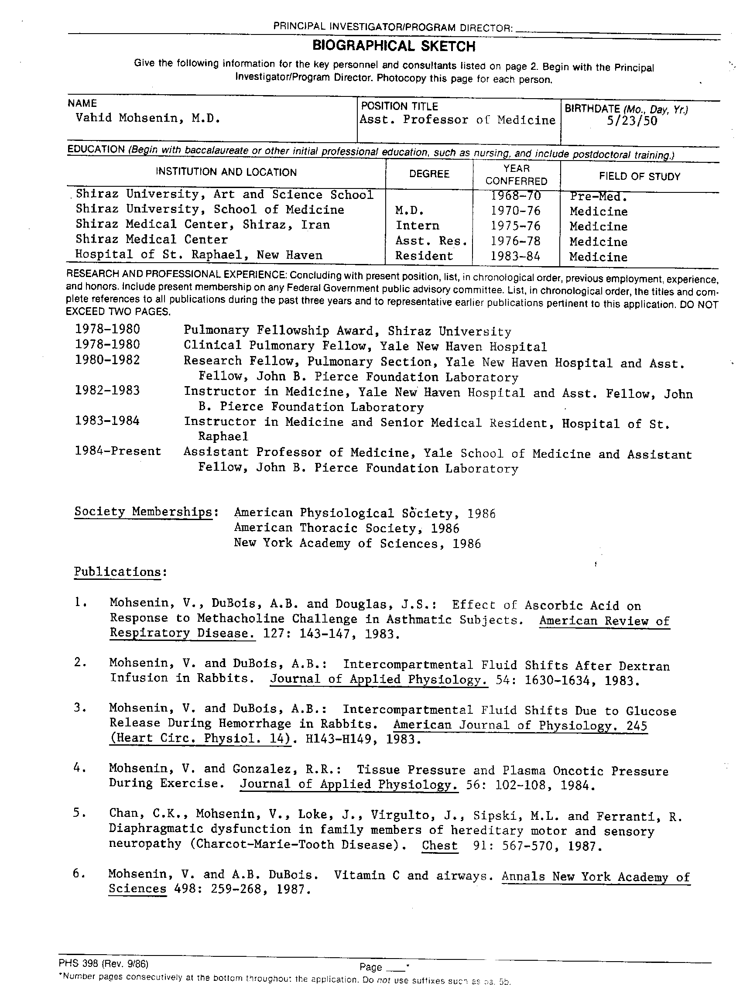 PRINCIPAL INVESTIGATOR/PROGRAM DIRECTOR:
BIOGRAPHICAL SKETCH
Give the following information for the key personnel and consultants listed on page 2. Begin with the Principal
Investigator/Program Director. Photocopy this page for each person.
NAME POSITION TITLE BIRTHDATE (Mo., Day, Yr.)
Vahid Mohsenin, M.D. Asst. Professor of Medicine 5/23/50
EDUCATION (Begin with baccalaureate or other initial professional education, such as nursing, and include postdoctoral training.)
INSTITUTION AND LOCATION DEGREE YEAR CONFERRED FIELD OF STUDY
Shiraz University, Art and Science School 1968-70 Pre-Med.
Shiraz University, School of Medicine M.D. 1970-76 Medicine
Shiraz Medical Center, Shiraz, Iran Intern 1975-76 Medicine
Shiraz Medical Center Asst. Res. 1976-78 Medicine
Hospital of St. Raphael, New Haven Resident 1983-84 Medicine
RESEARCH AND PROFESSIONAL EXPERIENCE: Concluding with present position, list, in chronological order, previous employment, experience,
and honors. Include present membership on any Federal Government public advisory committee. List, in chronological order, the titles and com-
plete references to all publications during the past three years and to representative earlier publications pertinent to this application. DO NOT
EXCEED TWO PAGES.
1978-1980 Pulmonary Fellowship Award, Shiraz University
1978-1980 Clinical Pulmonary Fellow, Yale New Haven Hospital
1980-1982 Research Fellow, Pulmonary Section, Yale New Haven Hospital and Asst.
Fellow, John B. Pierce Foundation Laboratory
1982-1983 Instructor in Medicine, Yale New Haven Hospital and Asst. Fellow, John
B. Pierce Foundation Laboratory
1983-1984 Instructor in Medicine and Senior Medical Resident, Hospital of St.
Raphael
1984-Present Assistant Professor of Medicine, Yale School of Medicine and Assistant
Fellow, John B. Pierce Foundation Laboratory
Society Memberships: American Physiological Society, 1986
American Thoracic Society, 1986
New York Academy of Sciences, 1986
Publications:
1. Mohsenin, V., DuBois, A.B. and Douglas, J.S.: Effect of Ascorbic Acid on
Response to Methacholine Challenge in Asthmatic Subjects. American Review of
Respiratory Disease. 127: 143-147, 1983.
2. Mohsenin, V. and DuBois, A.B.: Intercompartmental Fluid Shifts After Dextran
Infusion in Rabbits. Journal of Applied Physiology. 54: 1630-1634, 1983.
3. Mohsenin, V. and DuBois, A.B.: Intercompartmental Fluid Shifts Due to Glucose
Release During Hemorrhage in Rabbits. American Journal of Physiology. 245
(Heart Circ. Physiol. 14). H143-H149, 1983.
4. Mohsenin, V. and Gonzalez, R.R.: Tissue Pressure and Plasma Oncotic Pressure
During Exercise. Journal of Applied Physiology. 56: 102-108, 1984.
5. Chan, C.K., Mohsenin, V., Loke, J., Virgulto, J., Sipski, M.L. and Ferranti, R.
Diaphragmatic dysfunction in family members of hereditary motor and sensory
neuropathy (Charcot-Marie-Tooth Disease). Chest 91: 567-570, 1987.
6. Mohsenin, V. and A.B. DuBois. Vitamin C and airways. Annals New York Academy of
Sciences 498: 259-268, 1987.
PHS 398 (Rev. 9/86) Page ___*
*Number pages consecutively at the bottom throughout the application. Do not use suffixes such as 5a, 5b.